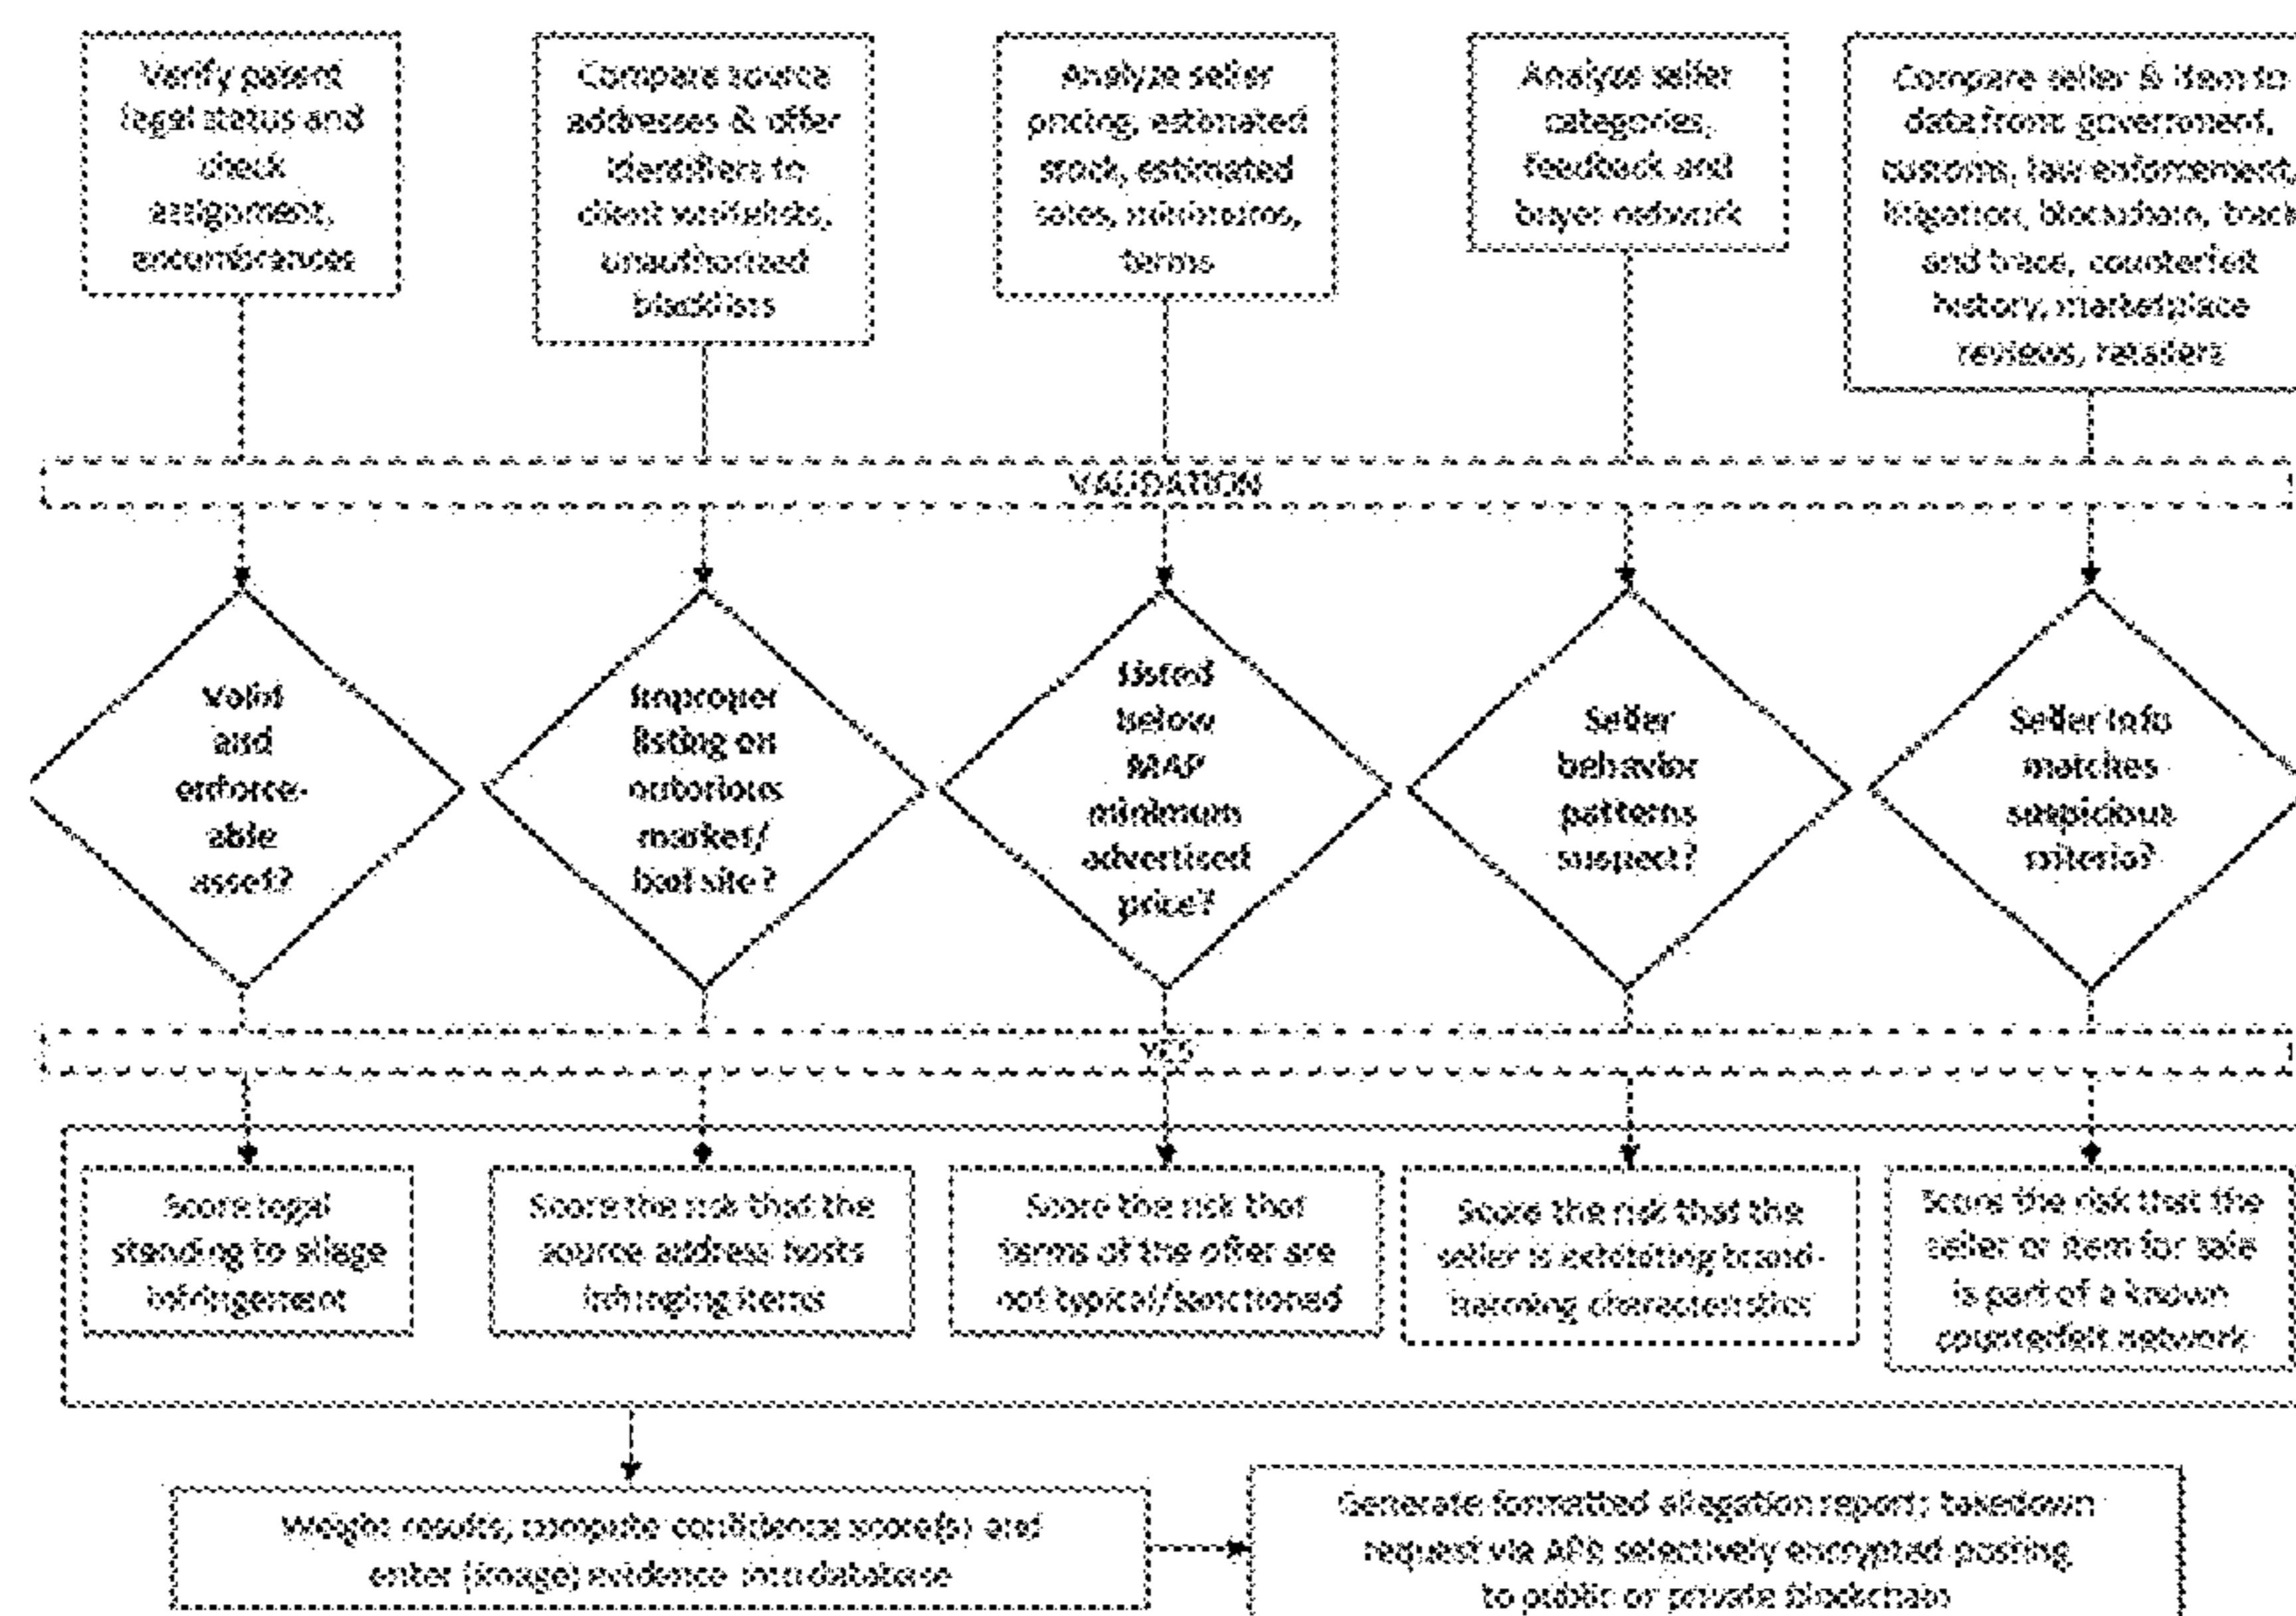 Verify patent
legal status and
check
assignment,
encumbrances
Compare source
addresses & offer
identifiers to
client whitelists,
unauthorized
blacklists
Analyze seller
pricing, estimated
stock, estimated
sales, minimums,
terms
Analyze seller
categories,
feedback and
buyer network
Compare seller & item to
data from: government,
customs, law enforcement,
litigation, blockchain, track
and trace, counterfeit
history, marketplace
reviews, retailers
VALIDATION
Valid
and
enforce-
able
asset?
Improper
listing on
notorious
market/
bad site?
Listed
below
MAP
minimum
advertised
price?
Seller
behavior
patterns
suspect?
Seller info
matches
suspicious
criteria?
YES
Score legal
standing to allege
infringement
Score the risk that the
source address hosts
infringing items
Score the risk that
terms of the offer are
not typical/sanctioned
Score the risk that the
seller is exhibiting brand-
harming characteristics
Score the risk that the
seller or item for sale
is part of a known
counterfeit network
Weight results, compute confidence score(s) and
enter (image) evidence into database
Generate formatted allegation report; takedown
request via API; selectively encrypted posting
to public or private blockchain